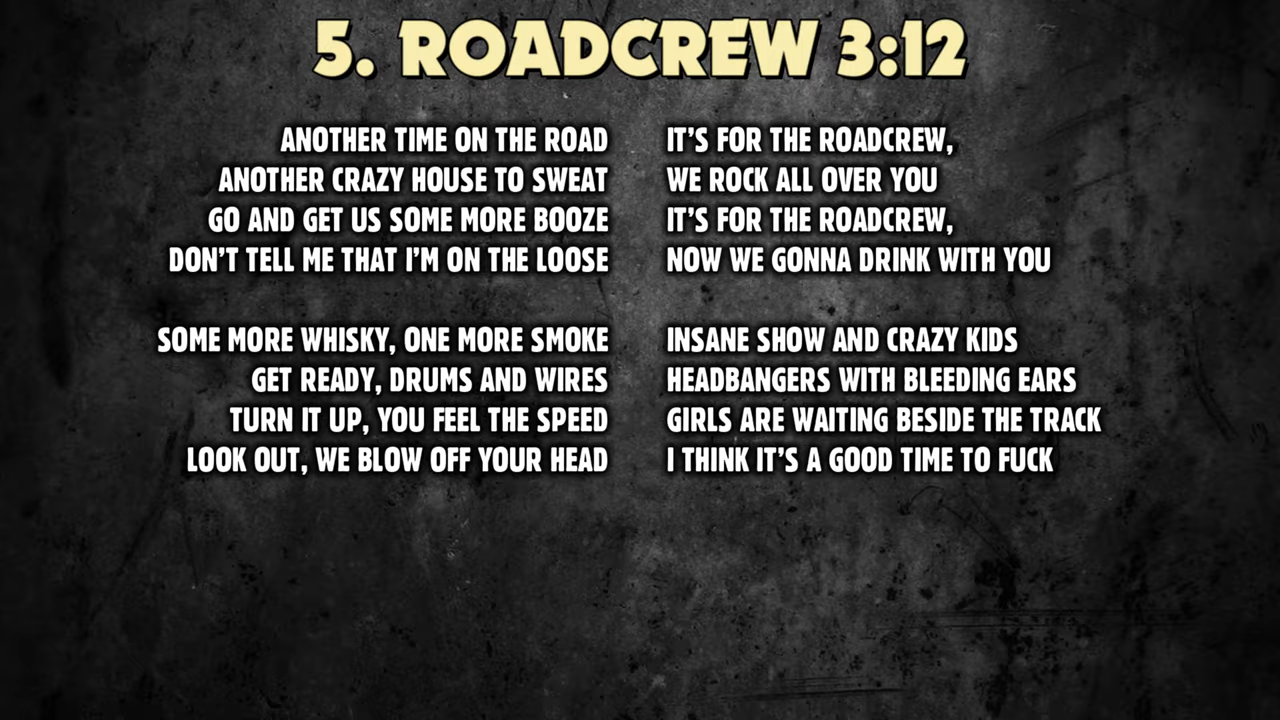 5. ROADCREW 3:12
ANOTHER TIME ON THE ROAD
ANOTHER CRAZY HOUSE TO SWEAT
GO AND GET US SOME MORE BOOZE
DON'T TELL ME THAT I'M ON THE LOOSE
SOME MORE WHISKY, ONE MORE SMOKE
GET READY, DRUMS AND WIRES
TURN IT UP, YOU FEEL THE SPEED
LOOK OUT, WE BLOW OFF YOUR HEAD
IT'S FOR THE ROADCREW,
WE ROCK ALL OVER YOU
IT'S FOR THE ROADCREW,
NOW WE GONNA DRINK WITH YOU
INSANE SHOW AND CRAZY KIDS
HEADBANGERS WITH BLEEDING EARS
GIRLS ARE WAITING BESIDE THE TRACK
I THINK IT'S A GOOD TIME TO FUCK